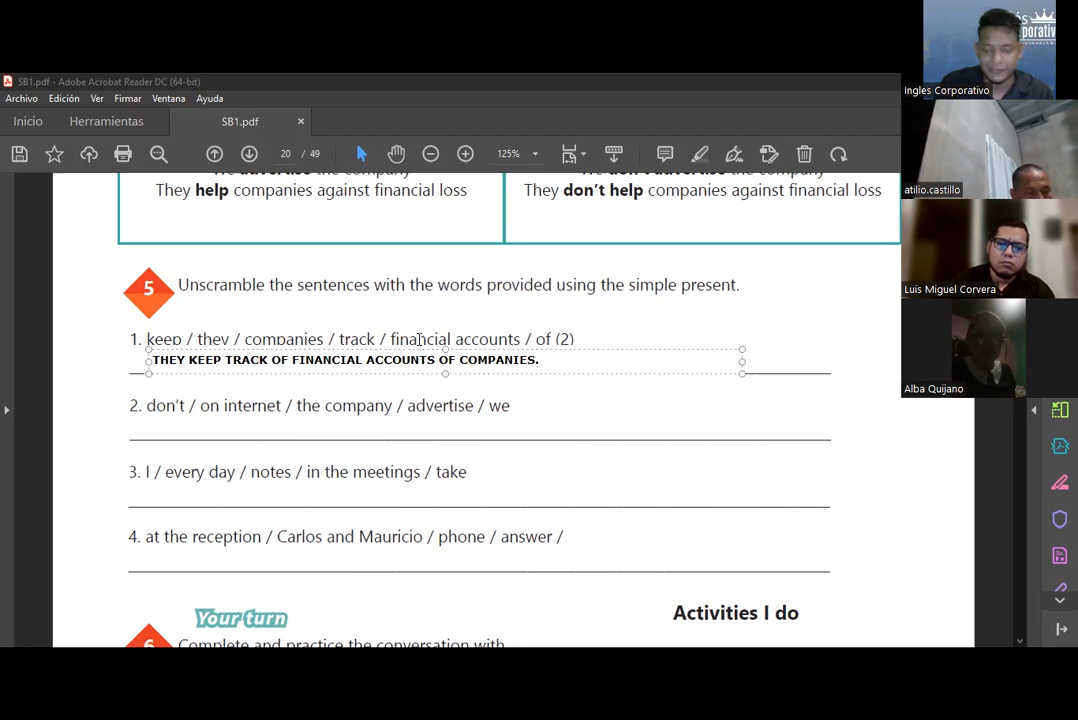 SB1.pdf - Adobe Acrobat Reader DC (64-bit)
Archivo Edición Ver Firmar Ventana Ayuda
Inicio Herramientas SB1.pdf ×
20 / 49 125%
They help companies against financial loss
They don't help companies against financial loss
5 Unscramble the sentences with the words provided using the simple present.
1. keep / they / companies / track / financial accounts / of (2)
THEY KEEP TRACK OF FINANCIAL ACCOUNTS OF COMPANIES.
2. don't / on internet / the company / advertise / we
3. I / every day / notes / in the meetings / take
4. at the reception / Carlos and Mauricio / phone / answer /
Your turn
Activities I do
6 Complete and practice the conversation with
Ingles Corporativo
atilio.castillo
Luis Miguel Corvera
Alba Quijano